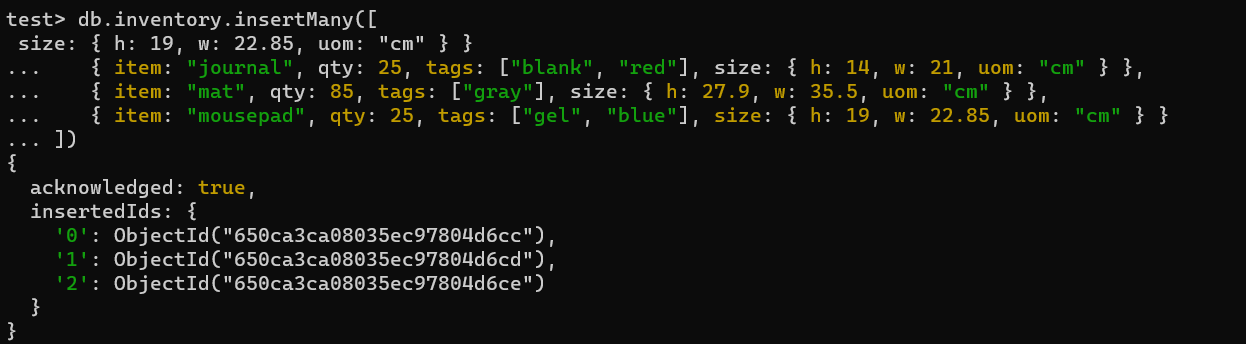 test> db.inventory.insertMany([
 size: { h: 19, w: 22.85, uom: "cm" } }
...    { item: "journal", qty: 25, tags: ["blank", "red"], size: { h: 14, w: 21, uom: "cm" } },
...    { item: "mat", qty: 85, tags: ["gray"], size: { h: 27.9, w: 35.5, uom: "cm" } },
...    { item: "mousepad", qty: 25, tags: ["gel", "blue"], size: { h: 19, w: 22.85, uom: "cm" } }
... ])
{
  acknowledged: true,
  insertedIds: {
    '0': ObjectId("650ca3ca08035ec97804d6cc"),
    '1': ObjectId("650ca3ca08035ec97804d6cd"),
    '2': ObjectId("650ca3ca08035ec97804d6ce")
  }
}